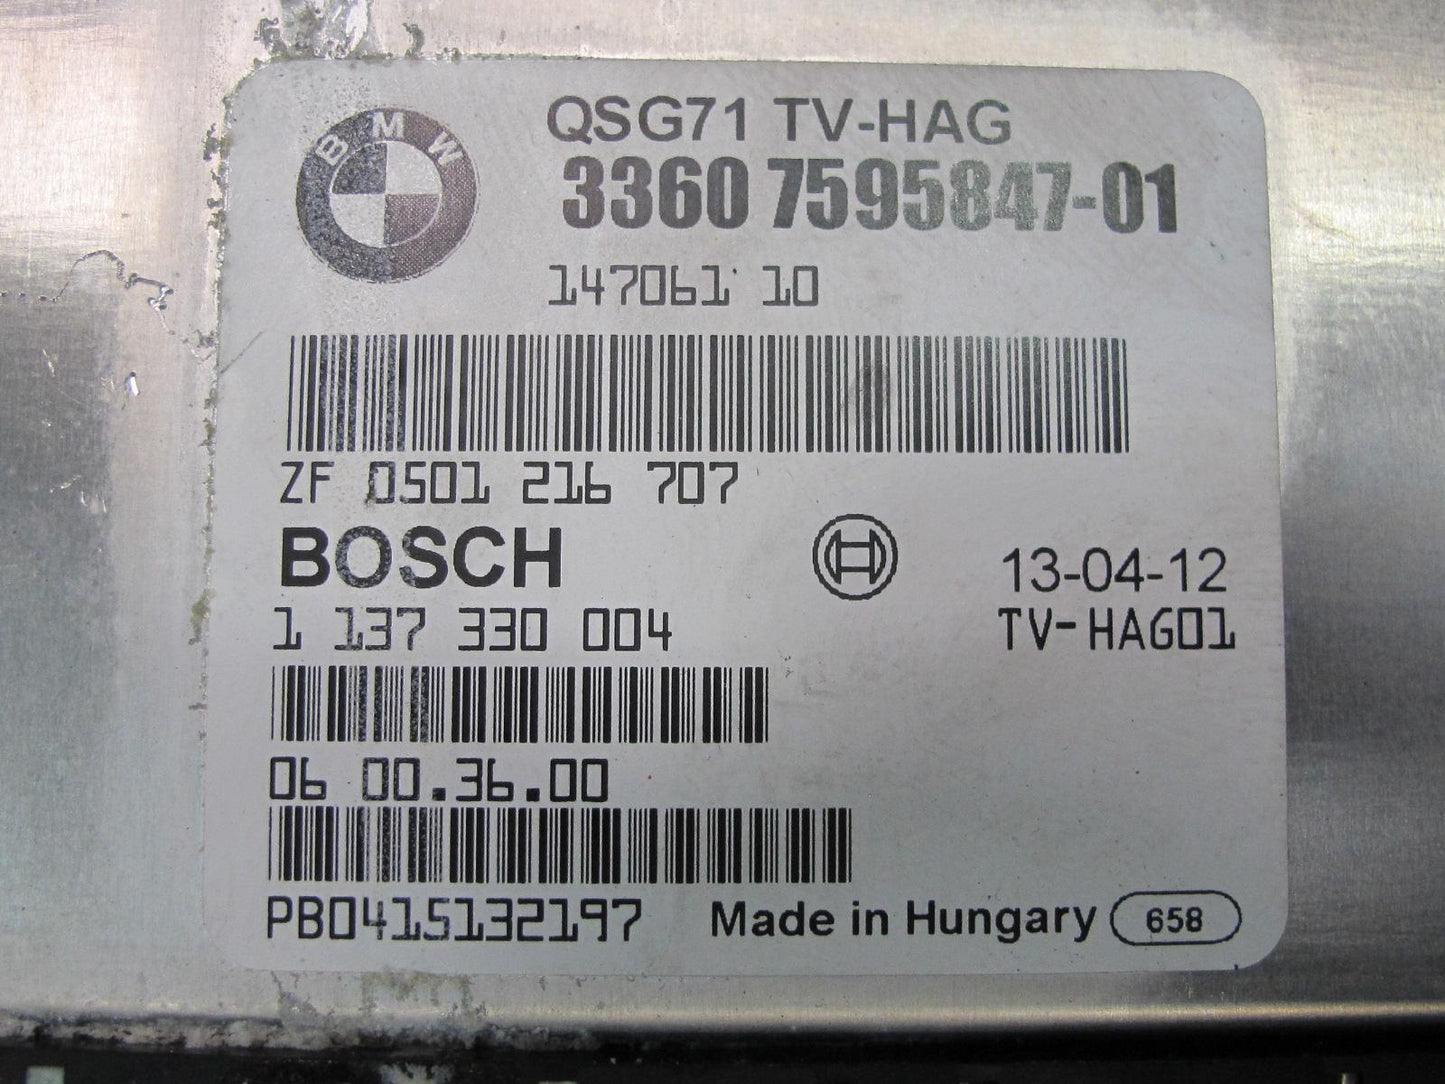 BMW
QSG71 TV-HAG
3360 7595847-01
147061 10
ZF 0501 216 707
BOSCH
13-04-12
1 137 330 004
TV-HAG01
06 00.36.00
PB0415132197
Made in Hungary 658